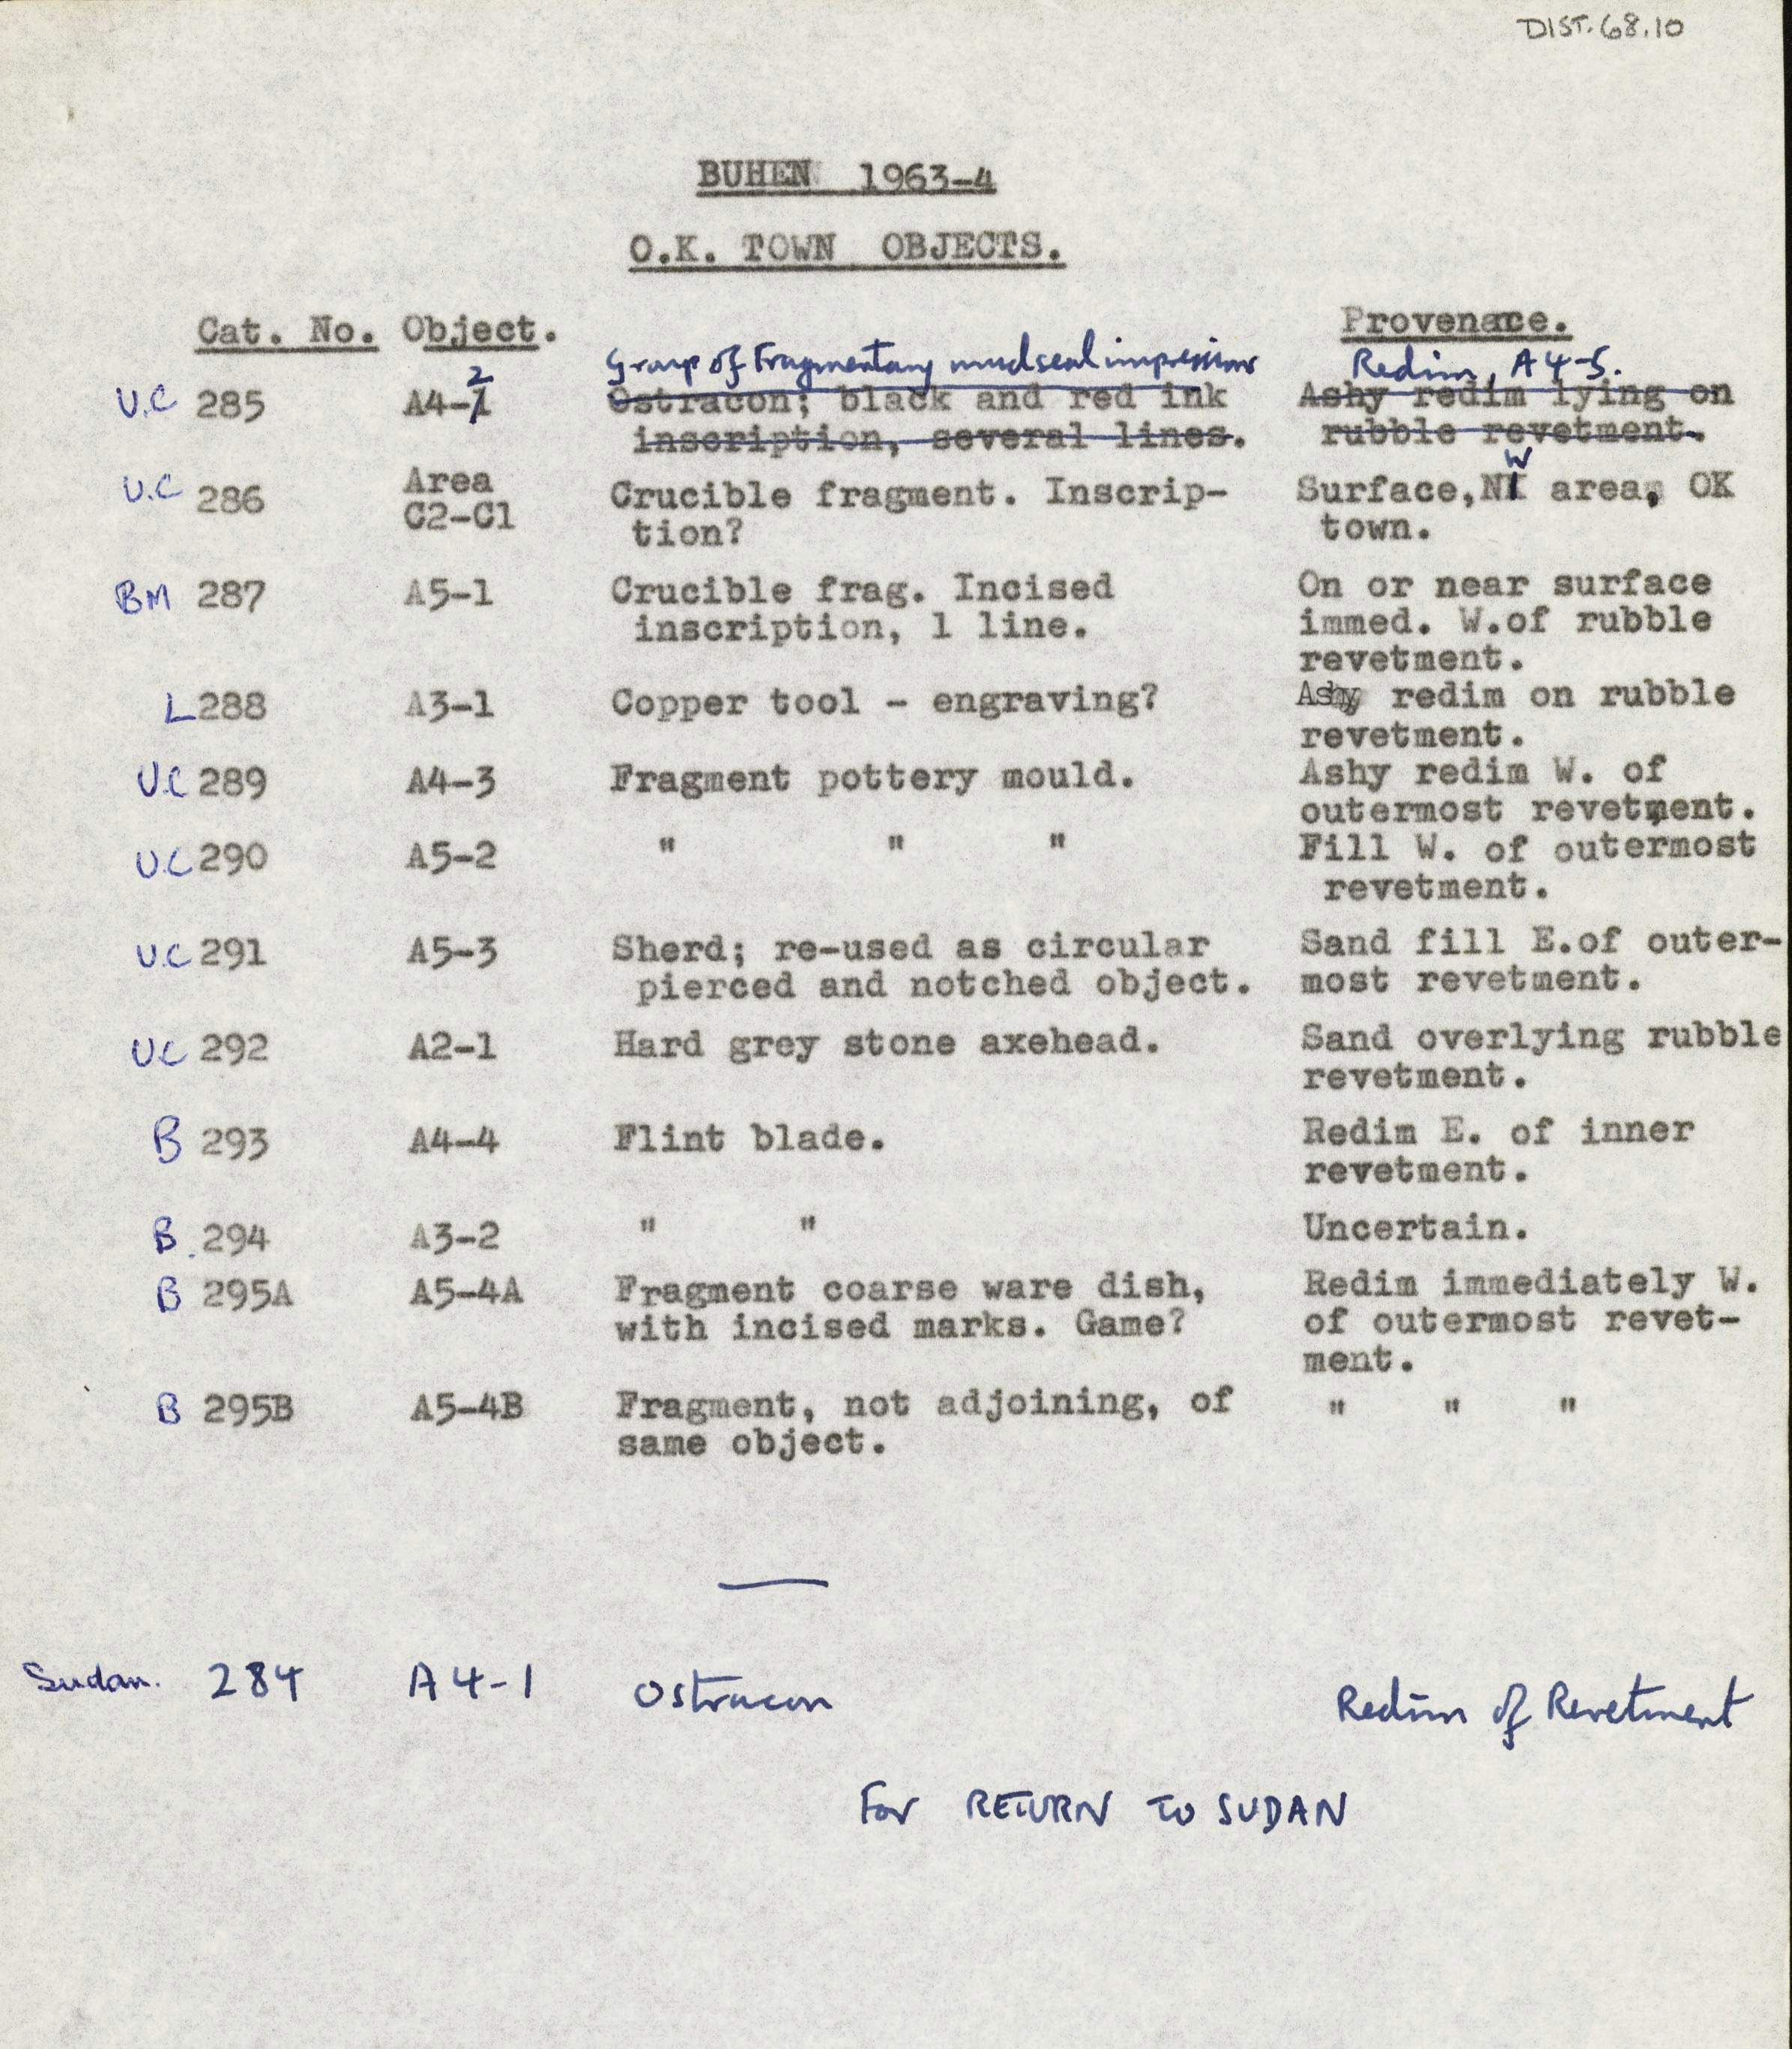 DIST. 68.10
BUHEN 1963-4
O.K. TOWN OBJECTS.
Cat. No. Object. Provenace.
Group of Fragmentary mud seal impressions Redim, A4-5.
U.C 285 A4-2 Ostracon; black and red ink Ashy redim lying on
inscription, several lines. rubble revetment.
U.C 286 Area C2-C1 Crucible fragment. Inscrip- Surface, NW area, OK
tion? town.
BM 287 A5-1 Crucible frag. Incised On or near surface
inscription, 1 line. immed. W.of rubble
revetment.
L 288 A3-1 Copper tool - engraving? Ashy redim on rubble
revetment.
U.C 289 A4-3 Fragment pottery mould. Ashy redim W. of
outermost revetment.
U.C 290 A5-2 " " " Fill W. of outermost
revetment.
U.C 291 A5-3 Sherd; re-used as circular Sand fill E.of outer-
pierced and notched object. most revetment.
UC 292 A2-1 Hard grey stone axehead. Sand overlying rubble
revetment.
B 293 A4-4 Flint blade. Redim E. of inner
revetment.
B. 294 A3-2 " " Uncertain.
B 295A A5-4A Fragment coarse ware dish, Redim immediately W.
with incised marks. Game? of outermost revet-
ment.
B 295B A5-4B Fragment, not adjoining, of " " "
same object.
Sudan. 284 A4-1 Ostracon Redim of Revetment
For RETURN TO SUDAN